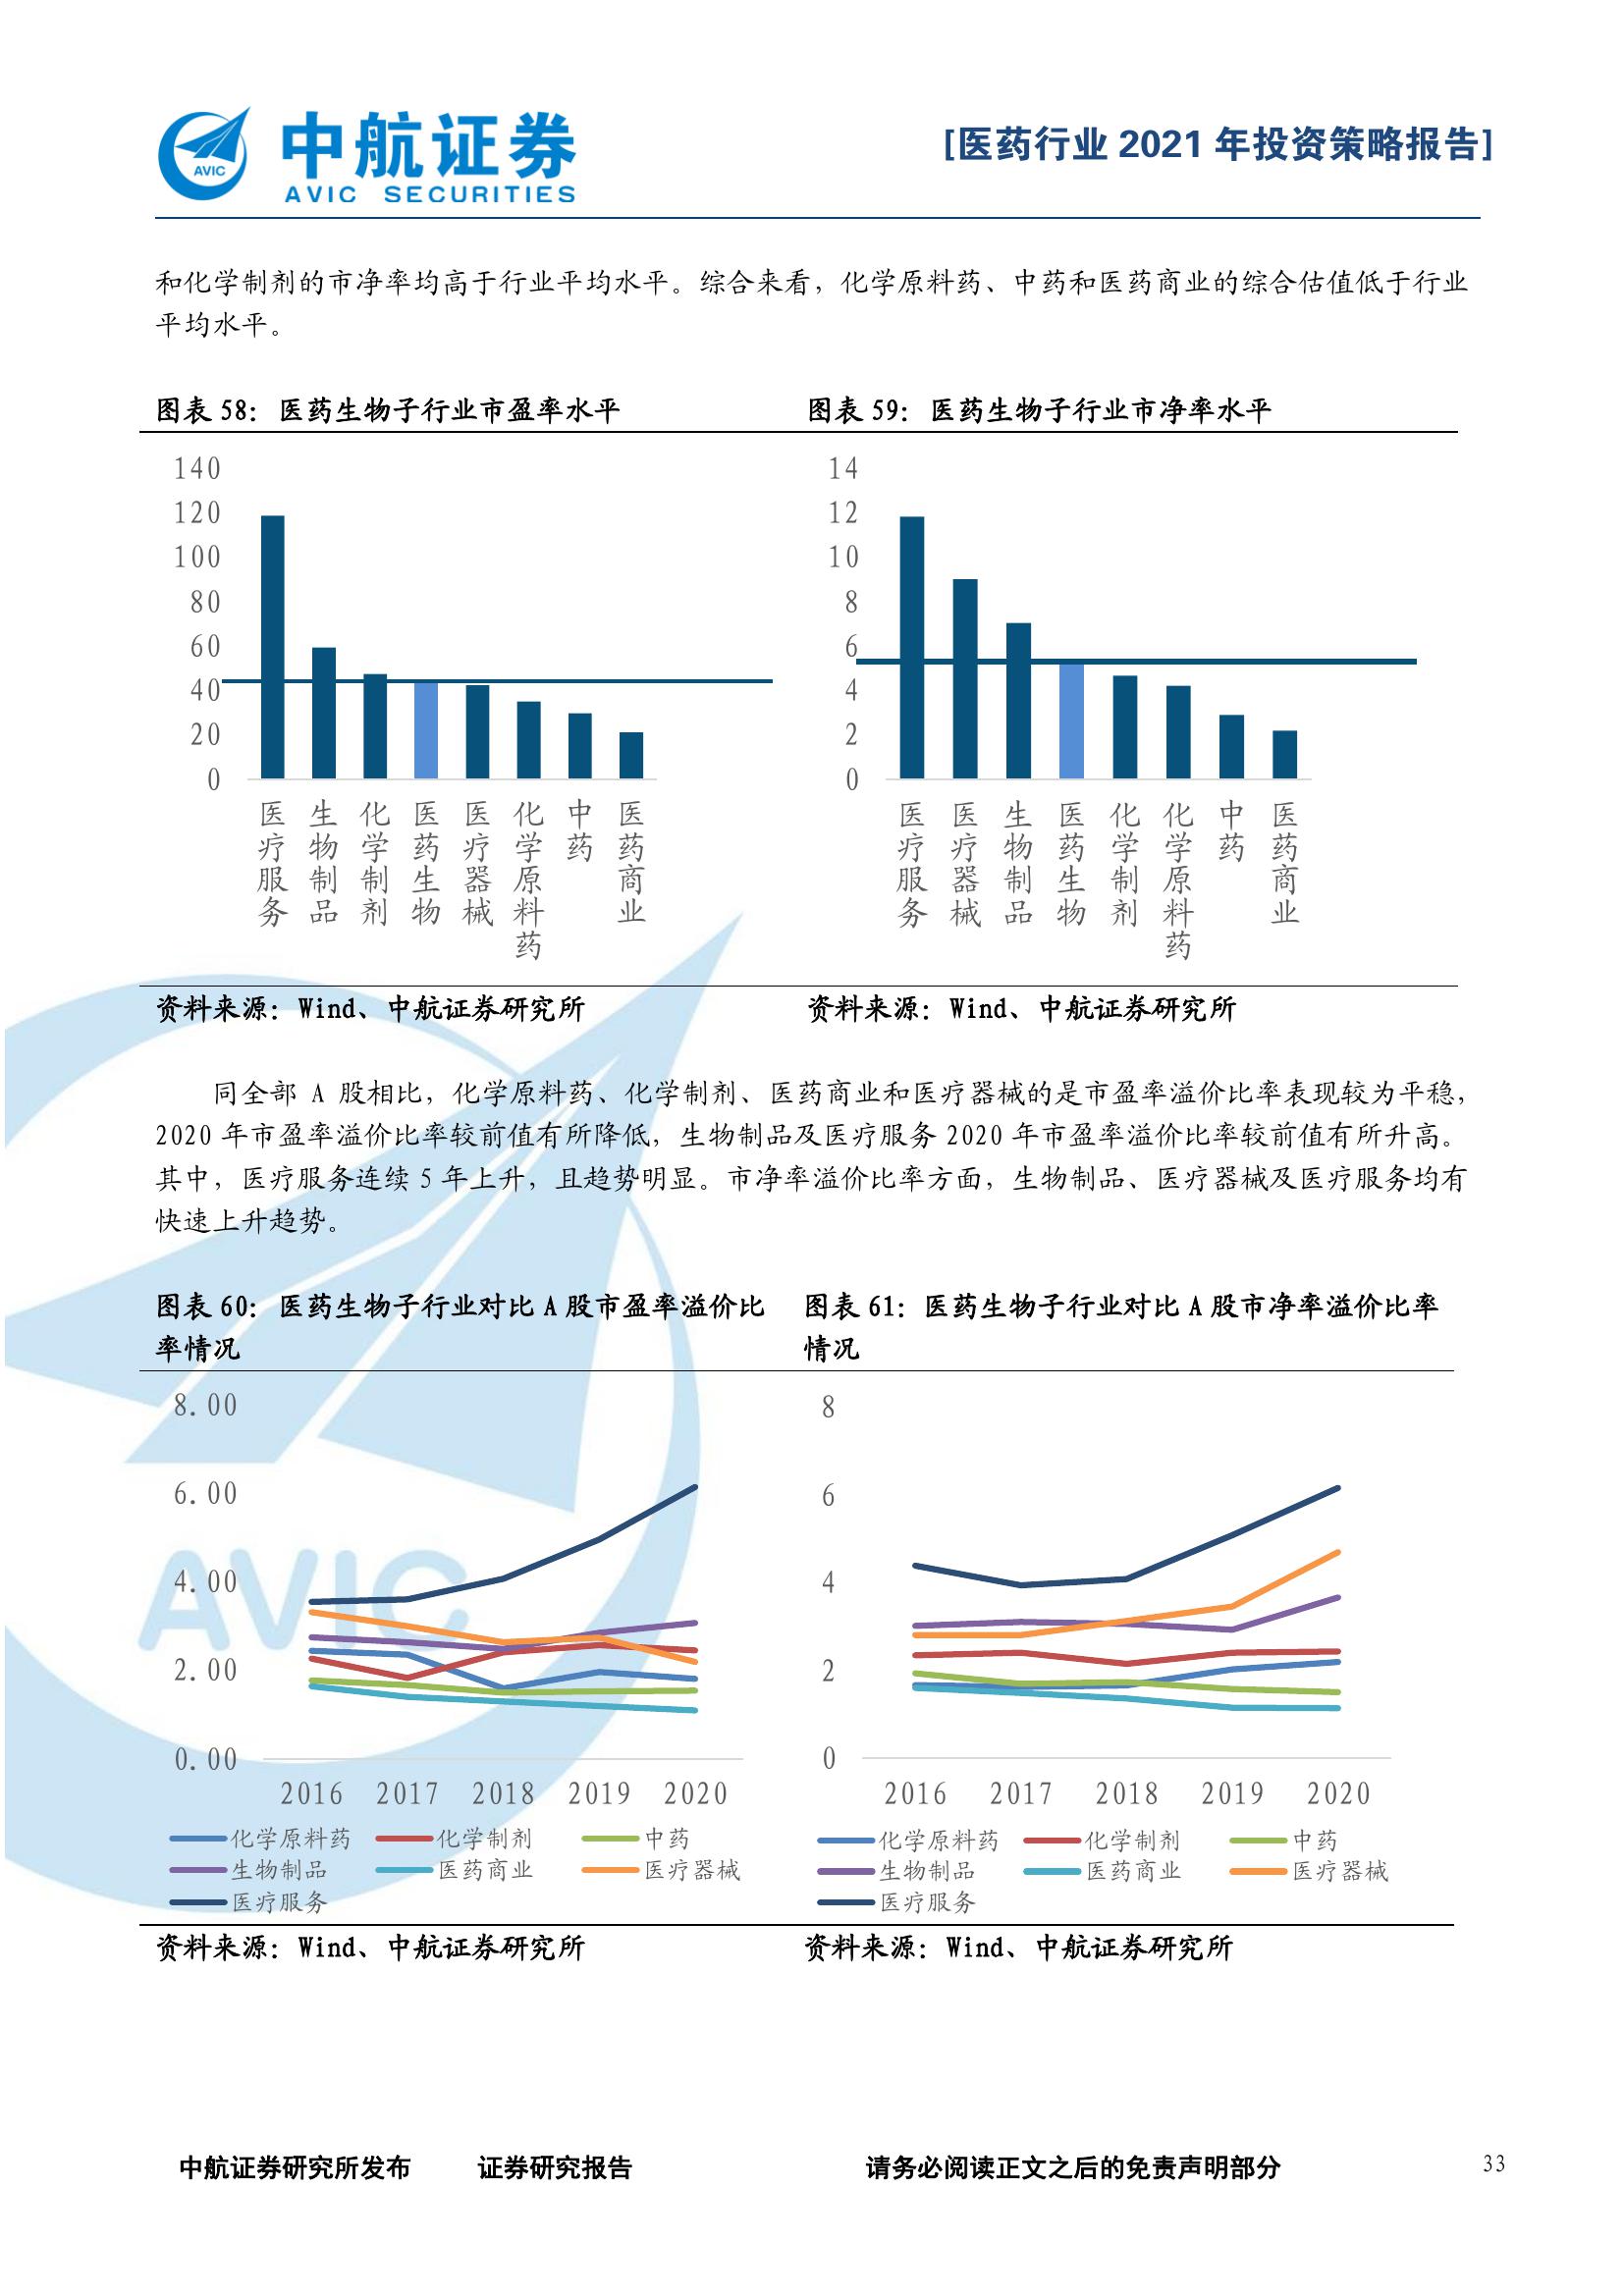 中航证券
AVIC SECURITIES
AVIC
[医药行业 2021 年投资策略报告]
和化学制剂的市净率均高于行业平均水平。综合来看，化学原料药、中药和医药商业的综合估值低于行业
平均水平。
图表 58： 医药生物子行业市盈率水平
140
120
100
80
60
40
20
0
医疗服务
生物制品
化学制剂
医药生物
医疗器械
化学原料药
中药
医药商业
资料来源：Wind、中航证券研究所
图表 59： 医药生物子行业市净率水平
14
12
10
8
6
4
2
0
医疗服务
医疗器械
生物制品
医药生物
化学制剂
化学原料药
中药
医药商业
资料来源：Wind、中航证券研究所
同全部 A 股相比，化学原料药、化学制剂、医药商业和医疗器械的是市盈率溢价比率表现较为平稳，
2020 年市盈率溢价比率较前值有所降低，生物制品及医疗服务 2020 年市盈率溢价比率较前值有所升高。
其中，医疗服务连续 5 年上升，且趋势明显。市净率溢价比率方面，生物制品、医疗器械及医疗服务均有
快速上升趋势。
图表 60： 医药生物子行业对比 A 股市盈率溢价比
率情况
8.00
6.00
4.00
2.00
0.00
2016 2017 2018 2019 2020
化学原料药 化学制剂 中药
生物制品 医药商业 医疗器械
医疗服务
资料来源：Wind、中航证券研究所
图表 61：医药生物子行业对比 A 股市净率溢价比率
情况
8
6
4
2
0
2016 2017 2018 2019 2020
化学原料药 化学制剂 中药
生物制品 医药商业 医疗器械
医疗服务
资料来源：Wind、中航证券研究所
AVIC
中航证券研究所发布 证券研究报告 请务必阅读正文之后的免责声明部分 33